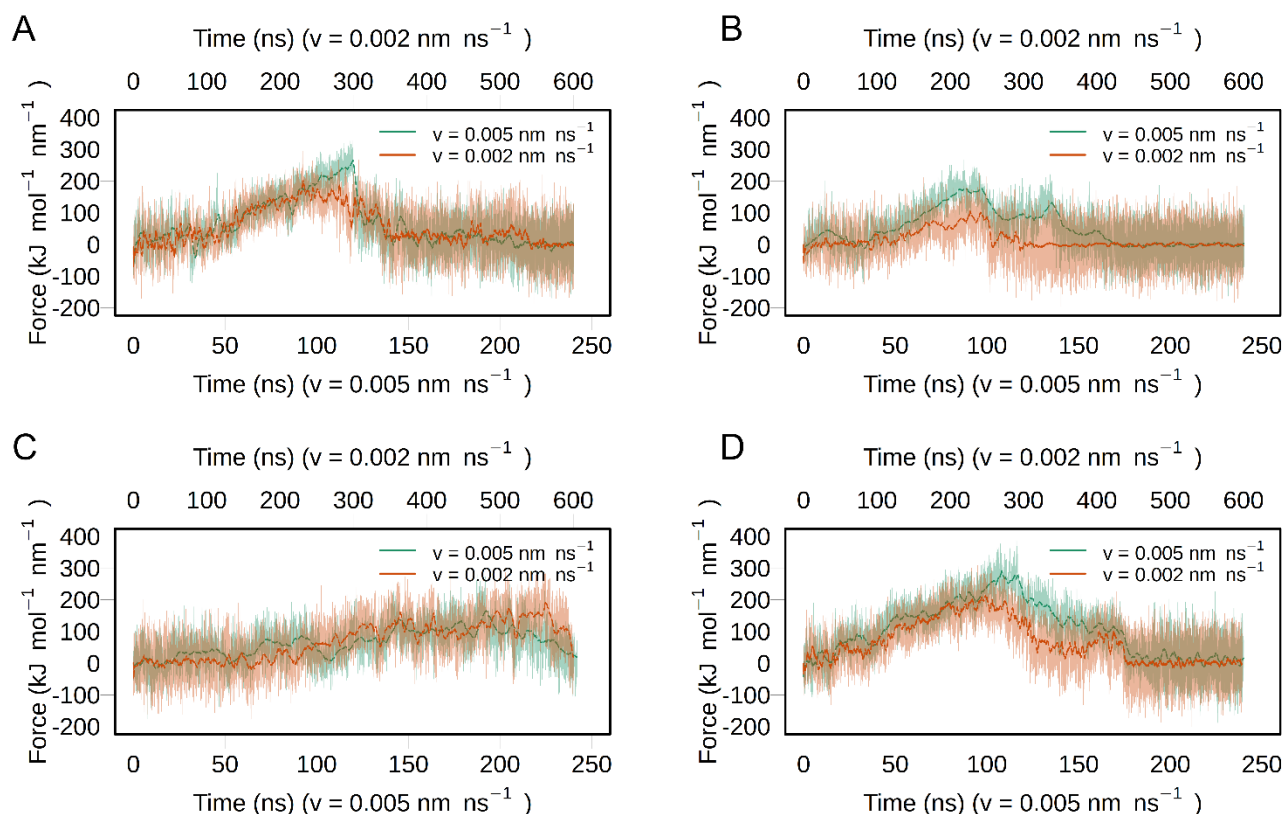 A
Time (ns) (v = 0.002 nm ns⁻¹ )
0 100 200 300 400 500 600
Force (kJ mol⁻¹ nm⁻¹ )
400
300
200
100
0
-100
-200
v = 0.005 nm ns⁻¹
v = 0.002 nm ns⁻¹
0 50 100 150 200 250
Time (ns) (v = 0.005 nm ns⁻¹ )
B
Time (ns) (v = 0.002 nm ns⁻¹ )
0 100 200 300 400 500 600
Force (kJ mol⁻¹ nm⁻¹ )
400
300
200
100
0
-100
-200
v = 0.005 nm ns⁻¹
v = 0.002 nm ns⁻¹
0 50 100 150 200 250
Time (ns) (v = 0.005 nm ns⁻¹ )
C
Time (ns) (v = 0.002 nm ns⁻¹ )
0 100 200 300 400 500 600
Force (kJ mol⁻¹ nm⁻¹ )
400
300
200
100
0
-100
-200
v = 0.005 nm ns⁻¹
v = 0.002 nm ns⁻¹
0 50 100 150 200 250
Time (ns) (v = 0.005 nm ns⁻¹ )
D
Time (ns) (v = 0.002 nm ns⁻¹ )
0 100 200 300 400 500 600
Force (kJ mol⁻¹ nm⁻¹ )
400
300
200
100
0
-100
-200
v = 0.005 nm ns⁻¹
v = 0.002 nm ns⁻¹
0 50 100 150 200 250
Time (ns) (v = 0.005 nm ns⁻¹ )